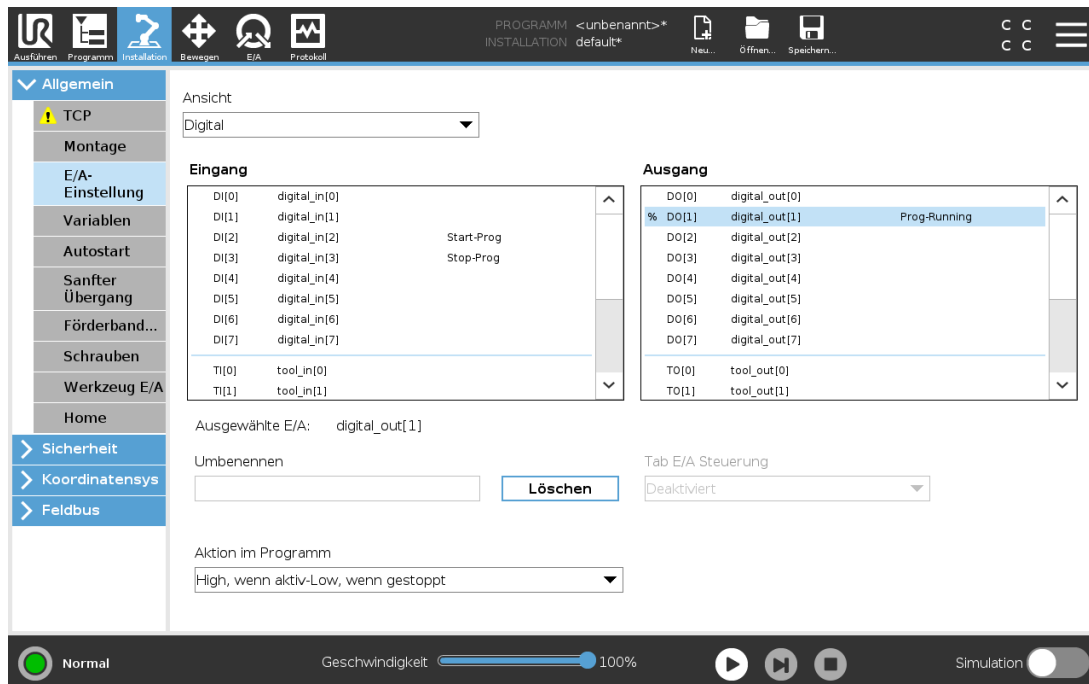 PROGRAMM <unbenannt>*
INSTALLATION default*
C C
C C
UR
Ausführen Programm Installation Bewegen E/A Protokoll Neu... Öffnen... Speichern...
Allgemein
TCP
Montage
E/A-
Einstellung
Variablen
Autostart
Sanfter
Übergang
Förderband...
Schrauben
Werkzeug E/A
Home
Sicherheit
Koordinatensys
Feldbus
Ansicht
Digital
Eingang
DI[0] digital_in[0]
DI[1] digital_in[1]
DI[2] digital_in[2] Start-Prog
DI[3] digital_in[3] Stop-Prog
DI[4] digital_in[4]
DI[5] digital_in[5]
DI[6] digital_in[6]
DI[7] digital_in[7]
TI[0] tool_in[0]
TI[1] tool_in[1]
Ausgang
DO[0] digital_out[0]
% DO[1] digital_out[1] Prog-Running
DO[2] digital_out[2]
DO[3] digital_out[3]
DO[4] digital_out[4]
DO[5] digital_out[5]
DO[6] digital_out[6]
DO[7] digital_out[7]
TO[0] tool_out[0]
TO[1] tool_out[1]
Ausgewählte E/A: digital_out[1]
Umbenennen
Löschen
Tab E/A Steuerung
Deaktiviert
Aktion im Programm
High, wenn aktiv-Low, wenn gestoppt
Normal
Geschwindigkeit 100%
Simulation